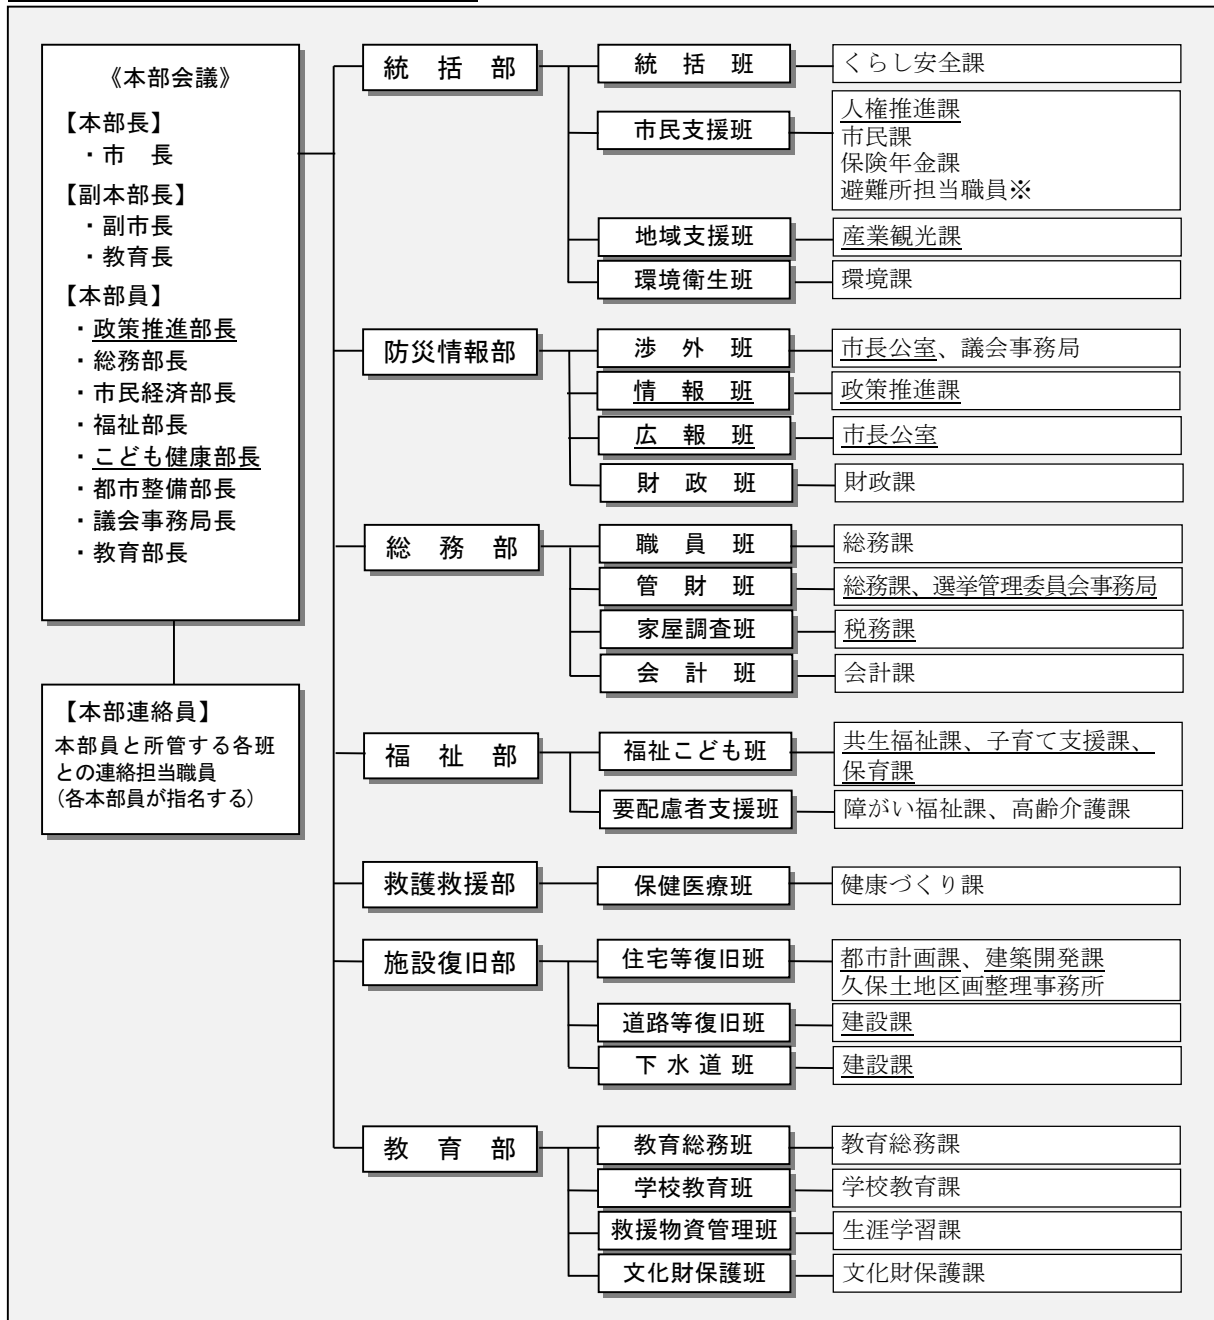 《本部会議》
【本部長】
・市　長
【副本部長】
・副市長
・教育長
【本部員】
・政策推進部長
・総務部長
・市民経済部長
・福祉部長
・こども健康部長
・都市整備部長
・議会事務局長
・教育部長
【本部連絡員】
本部員と所管する各班
との連絡担当職員
（各本部員が指名する）
統　括　部
統　括　班
くらし安全課
市民支援班
人権推進課
市民課
保険年金課
避難所担当職員※
地域支援班
産業観光課
環境衛生班
環境課
防災情報部
渉　外　班
市長公室、議会事務局
情　報　班
政策推進課
広　報　班
市長公室
財　政　班
財政課
総　務　部
職　員　班
総務課
管　財　班
総務課、選挙管理委員会事務局
家屋調査班
税務課
会　計　班
会計課
福　祉　部
福祉こども班
共生福祉課、子育て支援課、
保育課
要配慮者支援班
障がい福祉課、高齢介護課
救護救援部
保健医療班
健康づくり課
施設復旧部
住宅等復旧班
都市計画課、建築開発課
久保土地区画整理事務所
道路等復旧班
建設課
下 水 道 班
建設課
教　育　部
教育総務班
教育総務課
学校教育班
学校教育課
救援物資管理班
生涯学習課
文化財保護班
文化財保護課